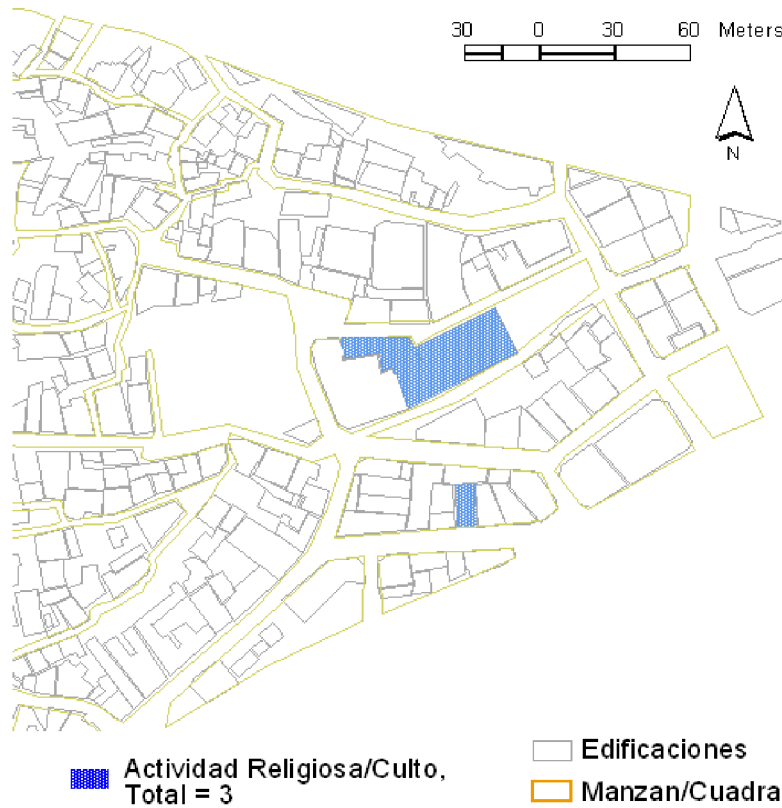 30 0 30 60 Meters
N
Actividad Religiosa/Culto,
Total = 3
Edificaciones
Manzan/Cuadra